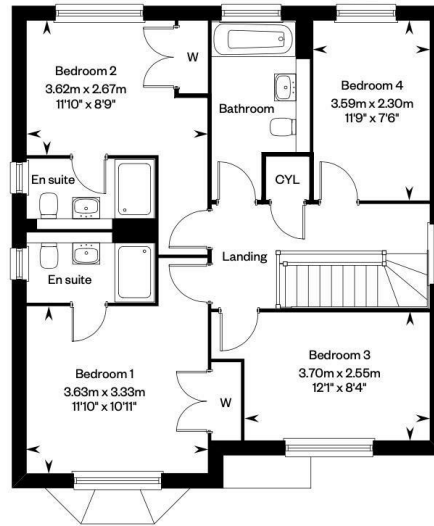 Bedroom 2
3.62m x 2.67m
11'10" x 8'9"
W
Bathroom
Bedroom 4
3.59m x 2.30m
11'9" x 7'6"
En suite
CYL
Landing
En suite
Bedroom 1
3.63m x 3.33m
11'10" x 10'11"
W
Bedroom 3
3.70m x 2.55m
12'1" x 8'4"